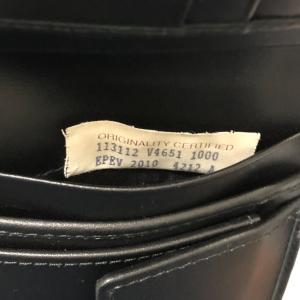 ORIGINALITY CERTIFIED
113112 V4651 1000
EPEV 2010 4212 A